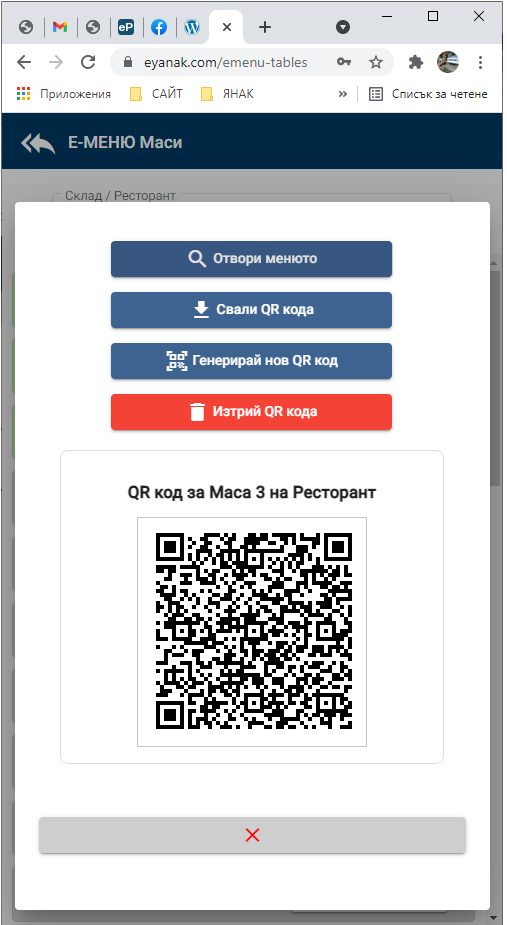 eP
eyanak.com/emenu-tables
Приложения
САЙТ
ЯНАК
»
Списък за четене
Е-МЕНЮ Маси
Склад / Ресторант
Отвори менюто
Свали QR кода
Генерирай нов QR код
Изтрий QR кода
QR код за Маса 3 на Ресторант